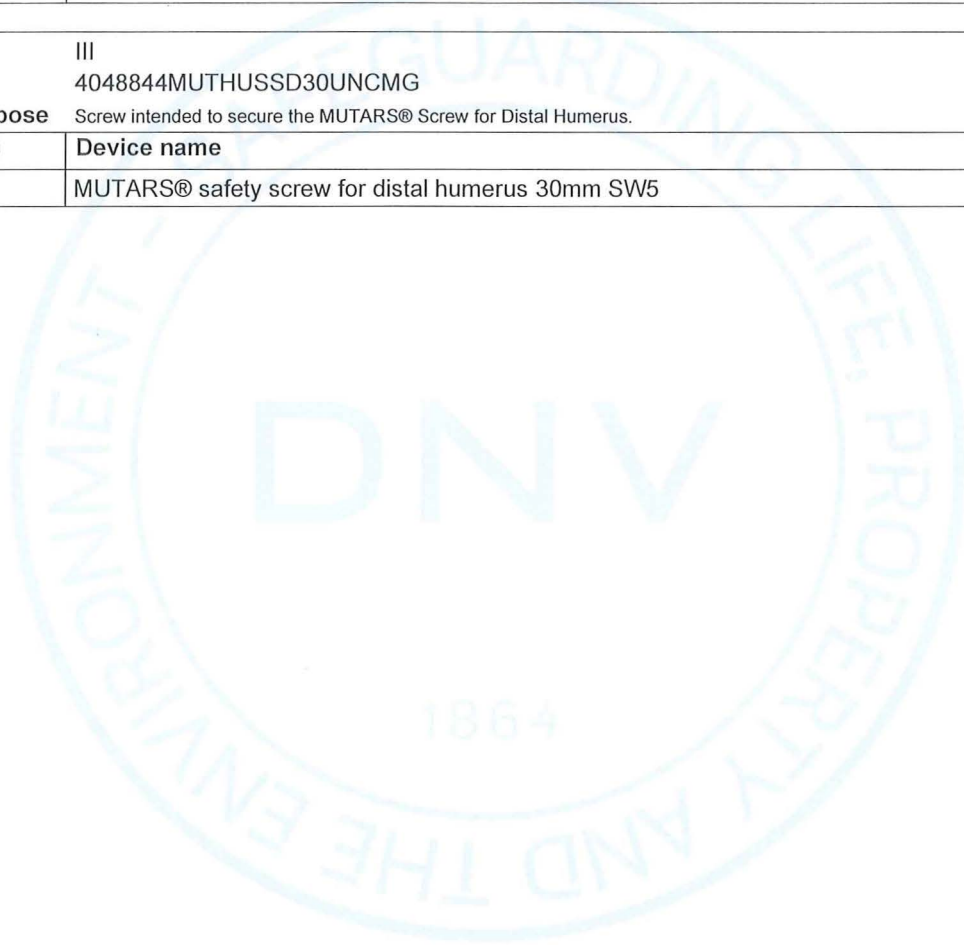 III
4048844MUTHUSSD30UNCMG
pose Screw intended to secure the MUTARS® Screw for Distal Humerus.
Device name
MUTARS® safety screw for distal humerus 30mm SW5
SAFEGUARDING LIFE, PROPERTY AND THE ENVIRONMENT -
DNV
1864